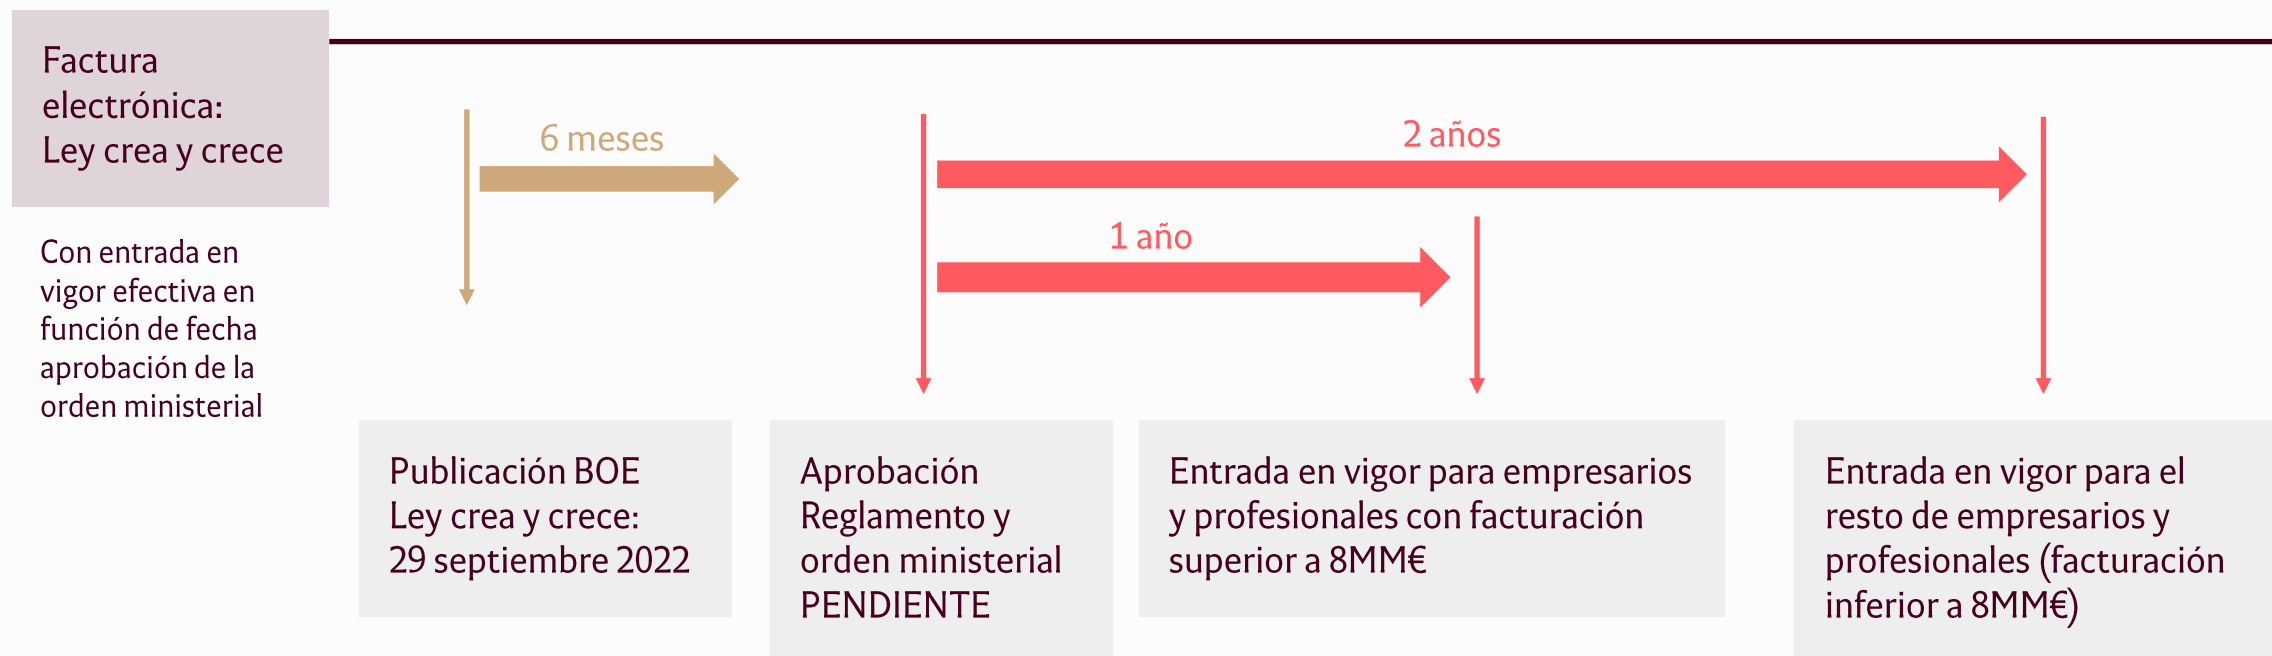 Factura
electrónica:
Ley crea y crece
Con entrada en
vigor efectiva en
función de fecha
aprobación de la
orden ministerial
6 meses
2 años
1 año
Publicación BOE
Ley crea y crece:
29 septiembre 2022
Aprobación
Reglamento y
orden ministerial
PENDIENTE
Entrada en vigor para empresarios
y profesionales con facturación
superior a 8MM€
Entrada en vigor para el
resto de empresarios y
profesionales (facturación
inferior a 8MM€)